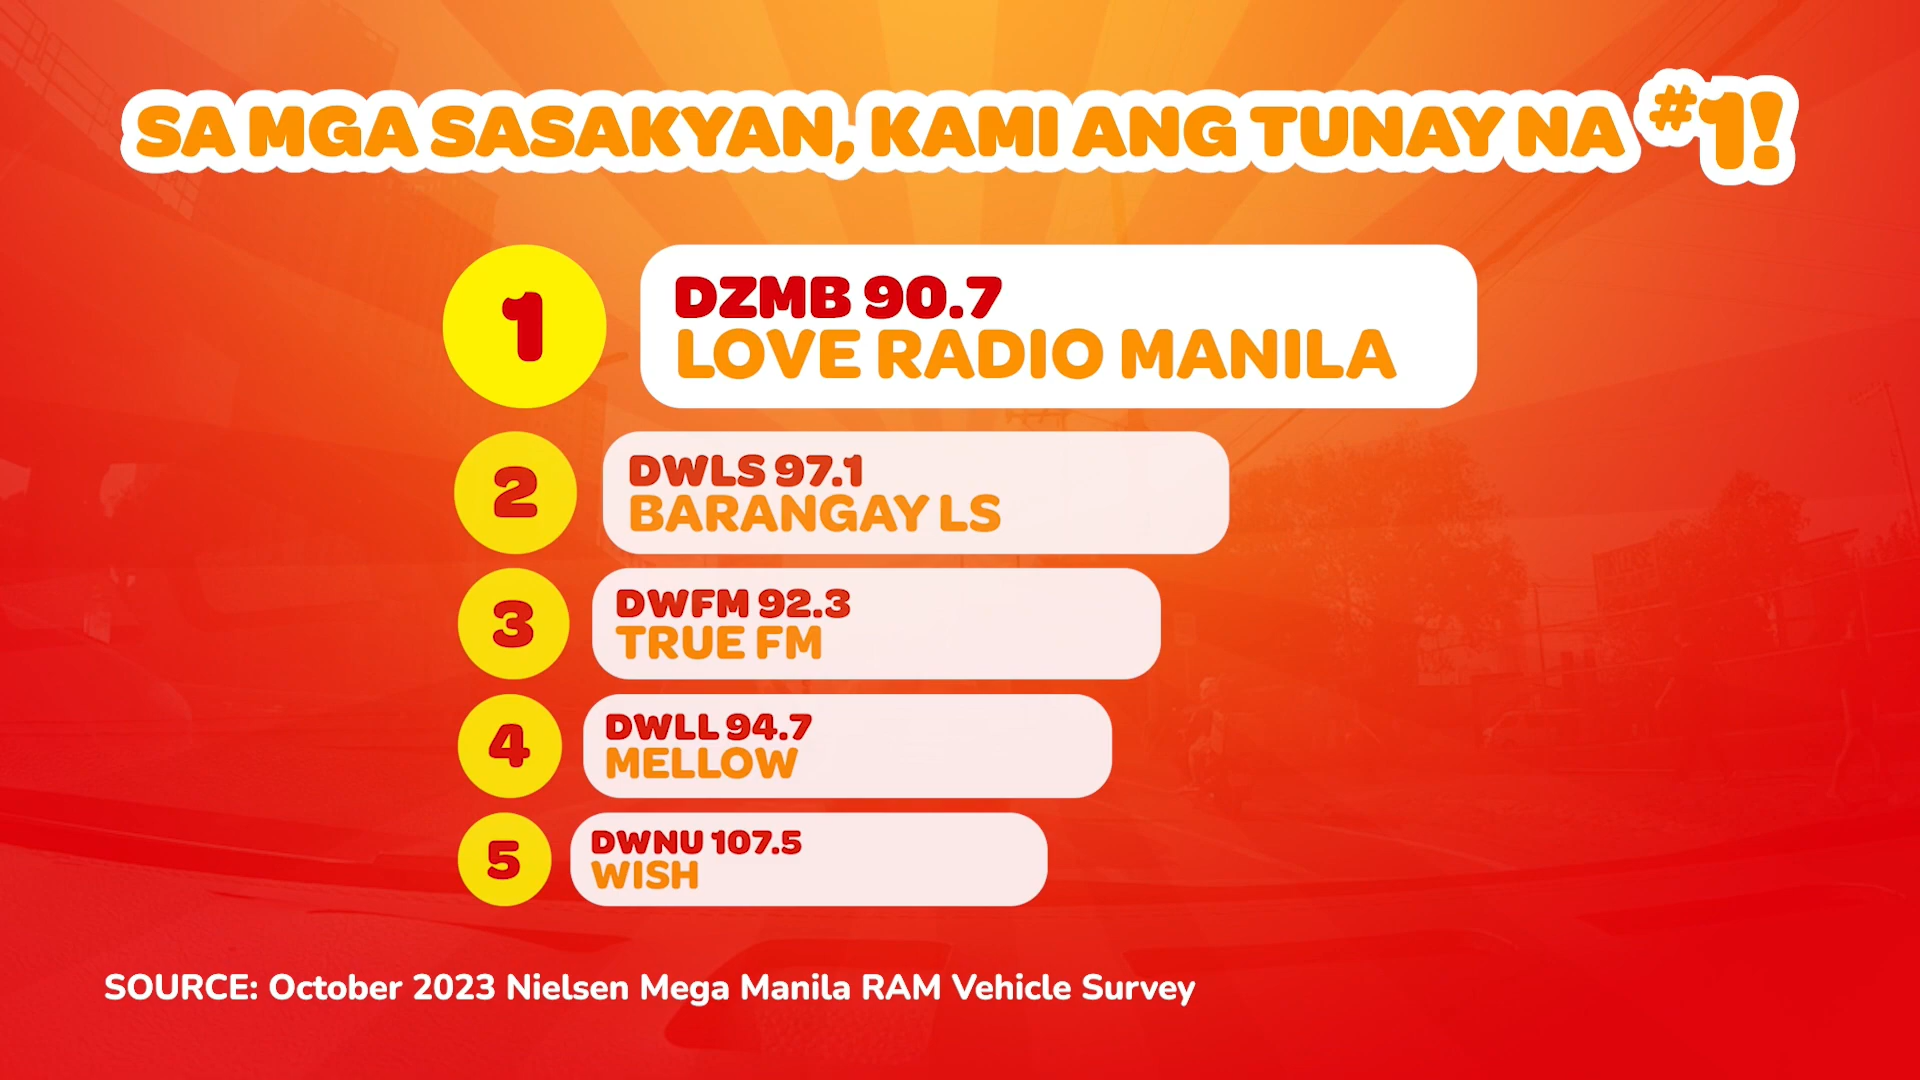 SA MGA SASAKYAN, KAMI ANG TUNAY NA #1!
1
DZMB 90.7
LOVE RADIO MANILA
2
DWLS 97.1
BARANGAY LS
3
DWFM 92.3
TRUE FM
4
DWLL 94.7
MELLOW
5
DWNU 107.5
WISH
SOURCE: October 2023 Nielsen Mega Manila RAM Vehicle Survey